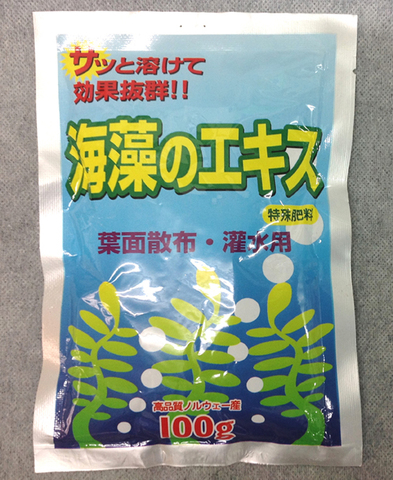 サッと溶けて
効果抜群!!
海藻のエキス
特殊肥料
葉面散布・灌水用
高品質ノルウェー産
100g